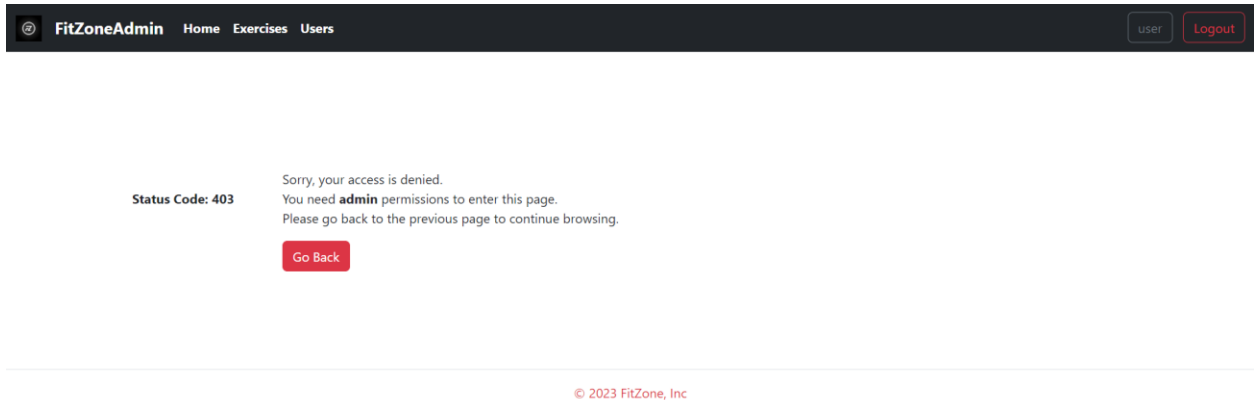 FitZoneAdmin Home Exercises Users user Logout
Status Code: 403
Sorry, your access is denied.
You need admin permissions to enter this page.
Please go back to the previous page to continue browsing.
Go Back
© 2023 FitZone, Inc